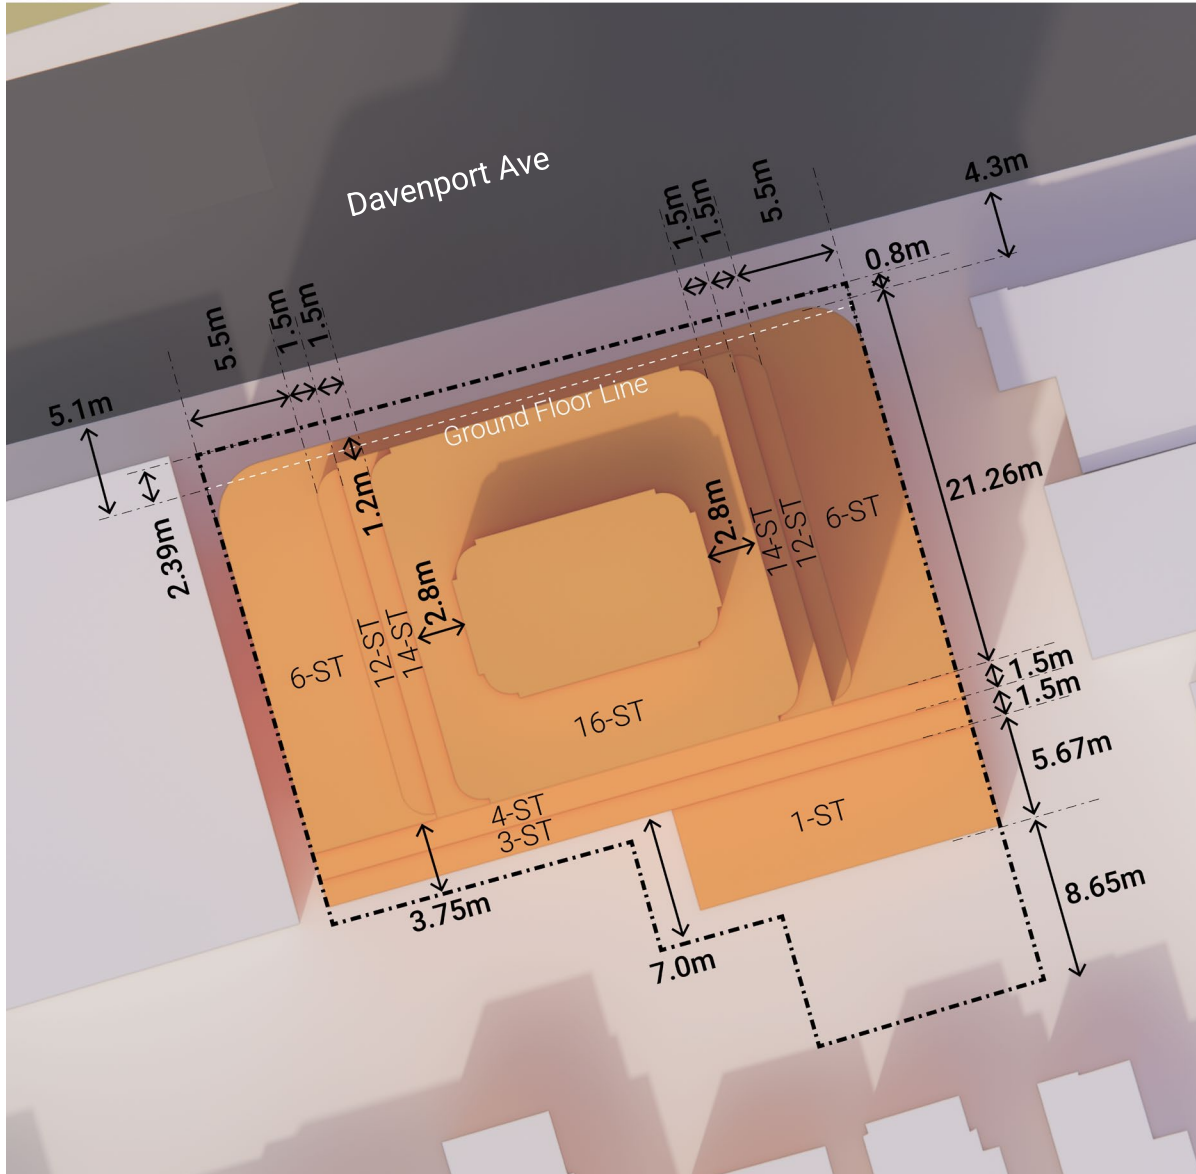 Davenport Ave
4.3m
1.5m
1.5m
5.5m
0.8m
5.5m
1.5m
1.5m
5.1m
Ground Floor Line
1.2m
2.39m
21.26m
2.8m
2.8m
14-ST
12-ST
6-ST
6-ST
12-ST
14-ST
16-ST
1.5m
1.5m
5.67m
4-ST
3-ST
1-ST
3.75m
8.65m
7.0m